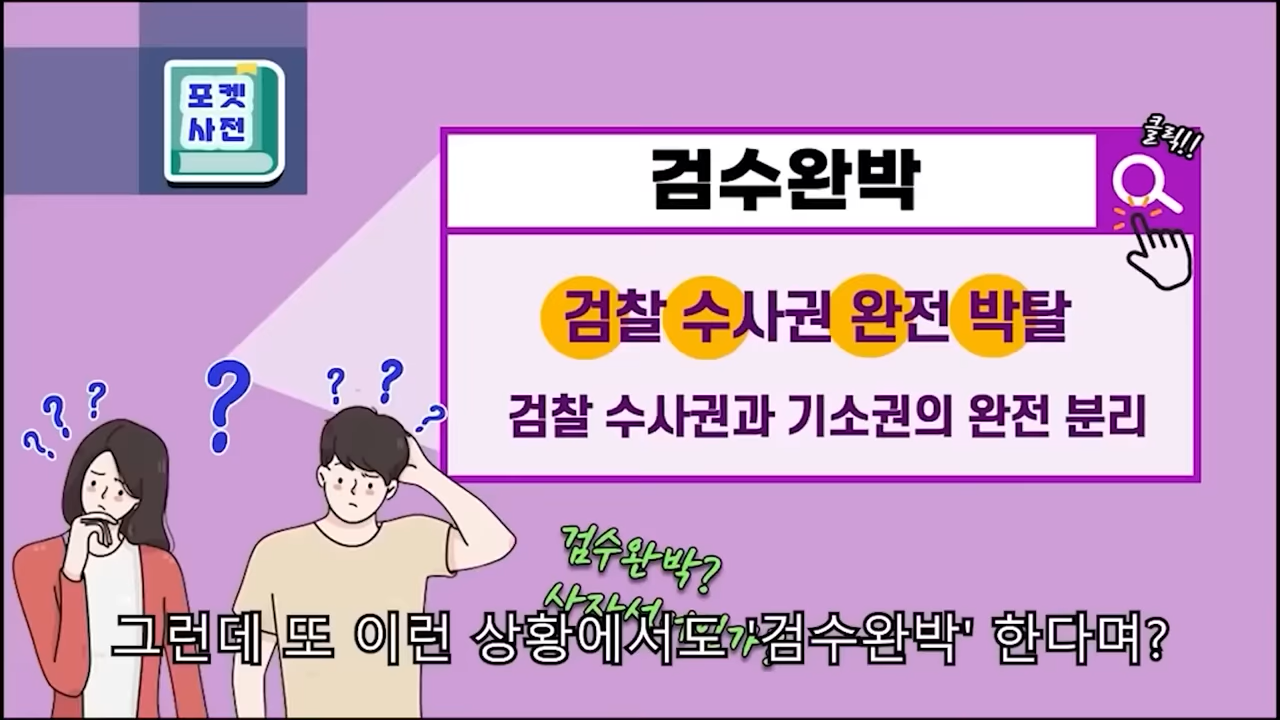 포켓
사전
클릭!!
검수완박
검찰 수사권 완전 박탈
검찰 수사권과 기소권의 완전 분리
검수완박?
그런데 또 이런 상황에서도 '검수완박' 한다며?